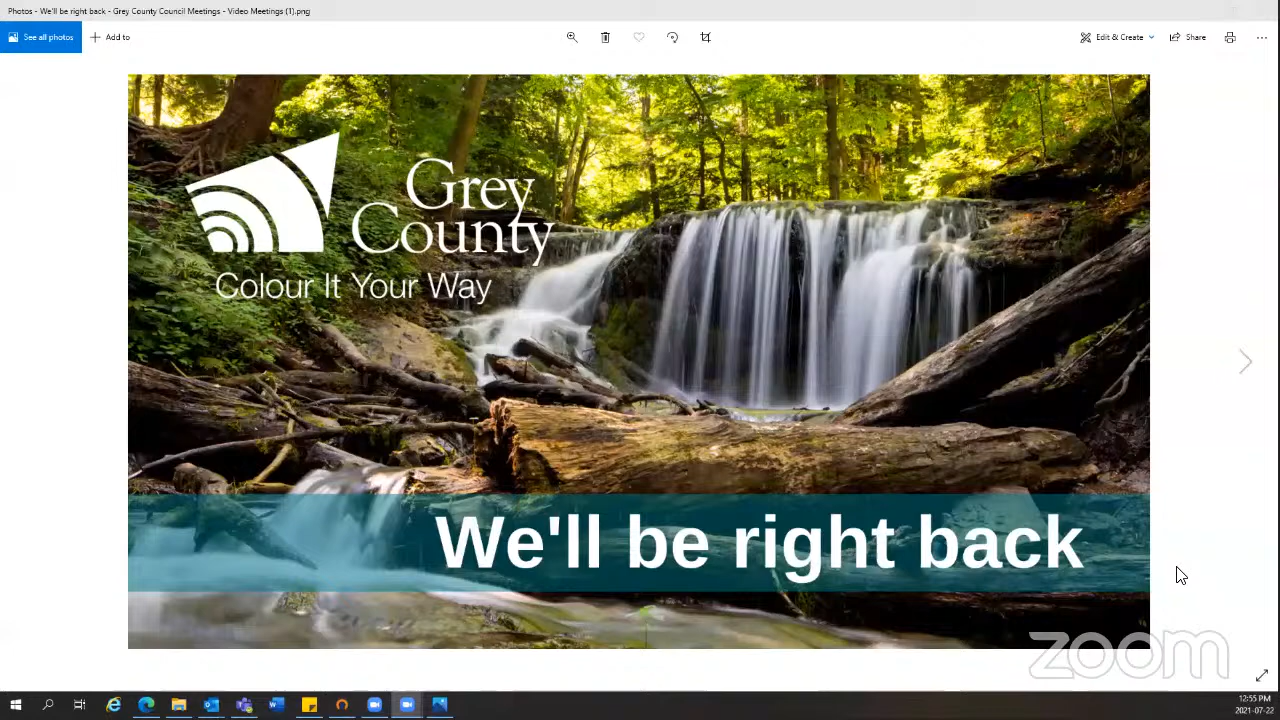 Photos - We'll be right back - Grey County Council Meetings - Video Meetings (1).png
See all photos
Add to
Edit & Create
Share
Grey
County
Colour It Your Way
We'll be right back
zoom
12:55 PM
2021-07-22